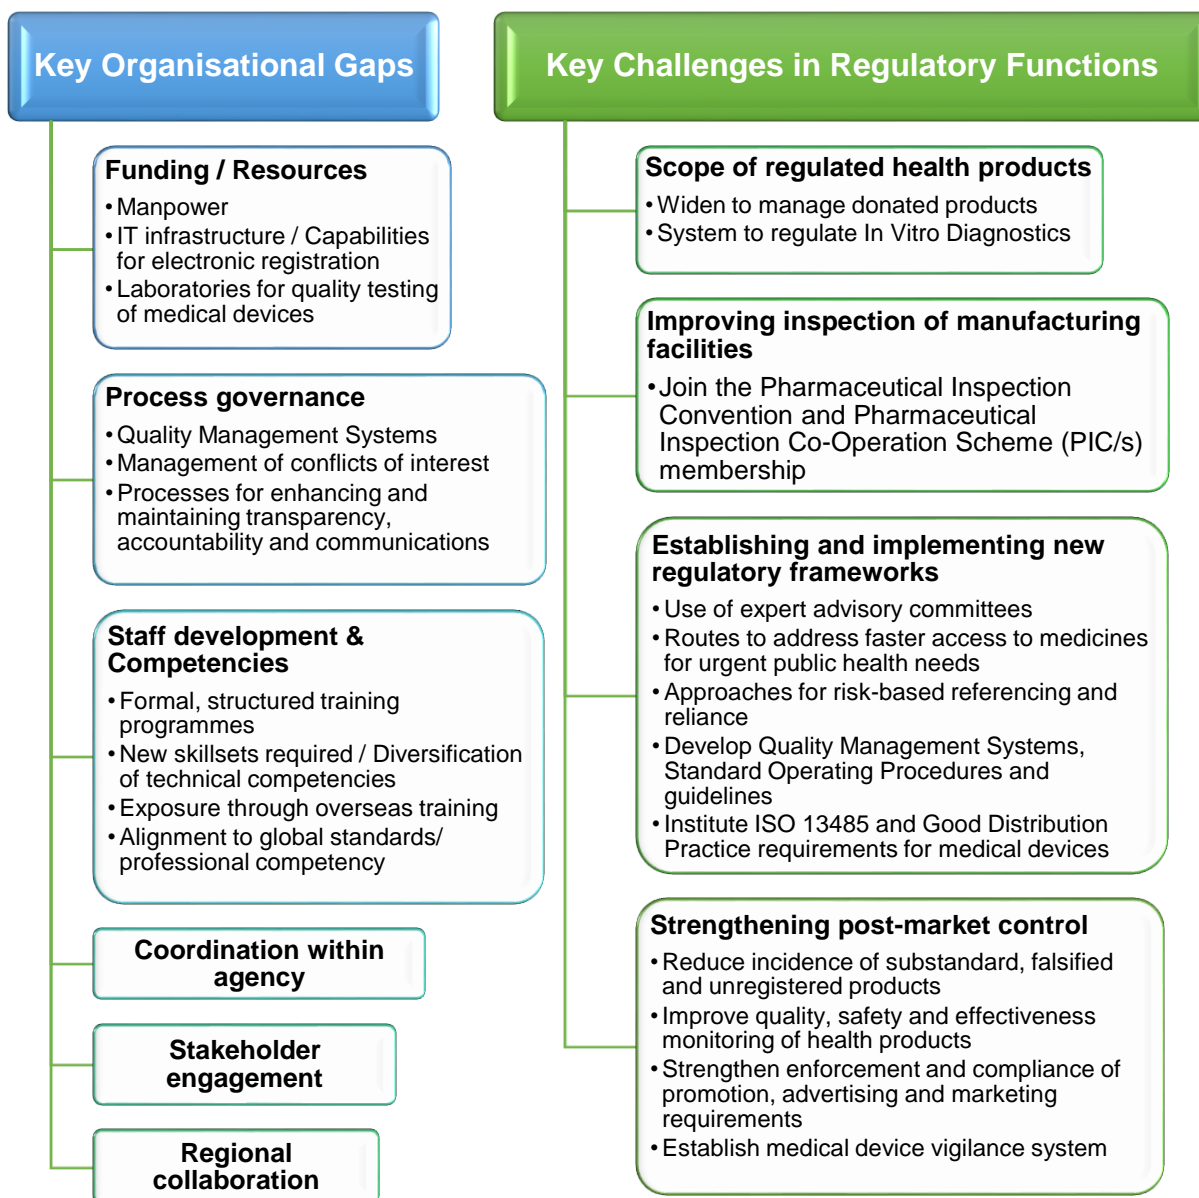 Key Organisational Gaps
Funding / Resources
• Manpower
• IT infrastructure / Capabilities
for electronic registration
• Laboratories for quality testing
of medical devices
Process governance
• Quality Management Systems
• Management of conflicts of interest
• Processes for enhancing and
maintaining transparency,
accountability and communications
Staff development &
Competencies
• Formal, structured training
programmes
• New skillsets required / Diversification
of technical competencies
• Exposure through overseas training
• Alignment to global standards/
professional competency
Coordination within
agency
Stakeholder
engagement
Regional
collaboration
Key Challenges in Regulatory Functions
Scope of regulated health products
• Widen to manage donated products
• System to regulate In Vitro Diagnostics
Improving inspection of manufacturing
facilities
• Join the Pharmaceutical Inspection
Convention and Pharmaceutical
Inspection Co-Operation Scheme (PIC/s)
membership
Establishing and implementing new
regulatory frameworks
• Use of expert advisory committees
• Routes to address faster access to medicines
for urgent public health needs
• Approaches for risk-based referencing and
reliance
• Develop Quality Management Systems,
Standard Operating Procedures and
guidelines
• Institute ISO 13485 and Good Distribution
Practice requirements for medical devices
Strengthening post-market control
• Reduce incidence of substandard, falsified
and unregistered products
• Improve quality, safety and effectiveness
monitoring of health products
• Strengthen enforcement and compliance of
promotion, advertising and marketing
requirements
• Establish medical device vigilance system